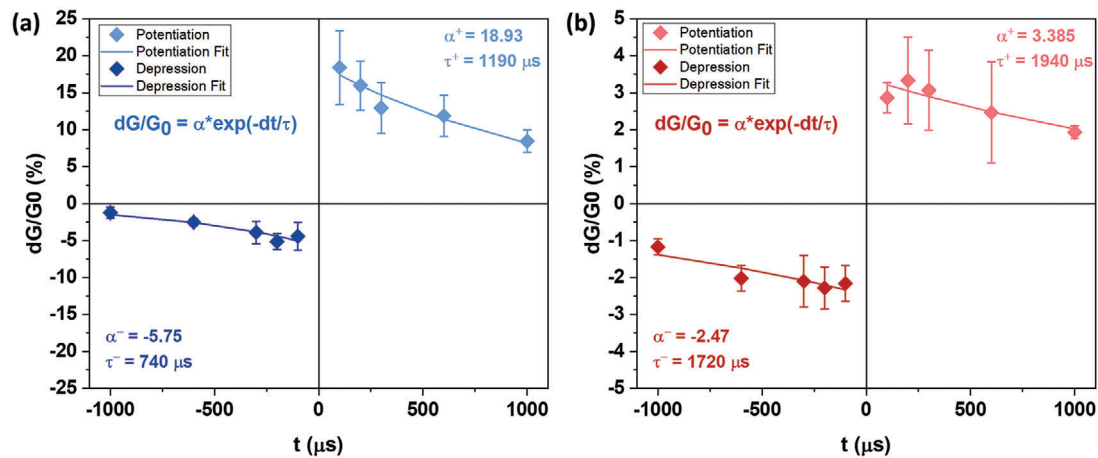 (a)
25
20
15
10
5
0
-5
-10
-15
-20
-25
dG/G0 (%)
Potentiation
Potentiation Fit
Depression
Depression Fit
α⁺ = 18.93
τ⁺ = 1190 μs
dG/G₀ = α*exp(-dt/τ)
α⁻ = -5.75
τ⁻ = 740 μs
-1000
-500
0
500
1000
t (μs)
(b)
5
4
3
2
1
0
-1
-2
-3
-4
-5
dG/G0 (%)
Potentiation
Potentiation Fit
Depression
Depression Fit
α⁺ = 3.385
τ⁺ = 1940 μs
dG/G₀ = α*exp(-dt/τ)
α⁻ = -2.47
τ⁻ = 1720 μs
-1000
-500
0
500
1000
t (μs)